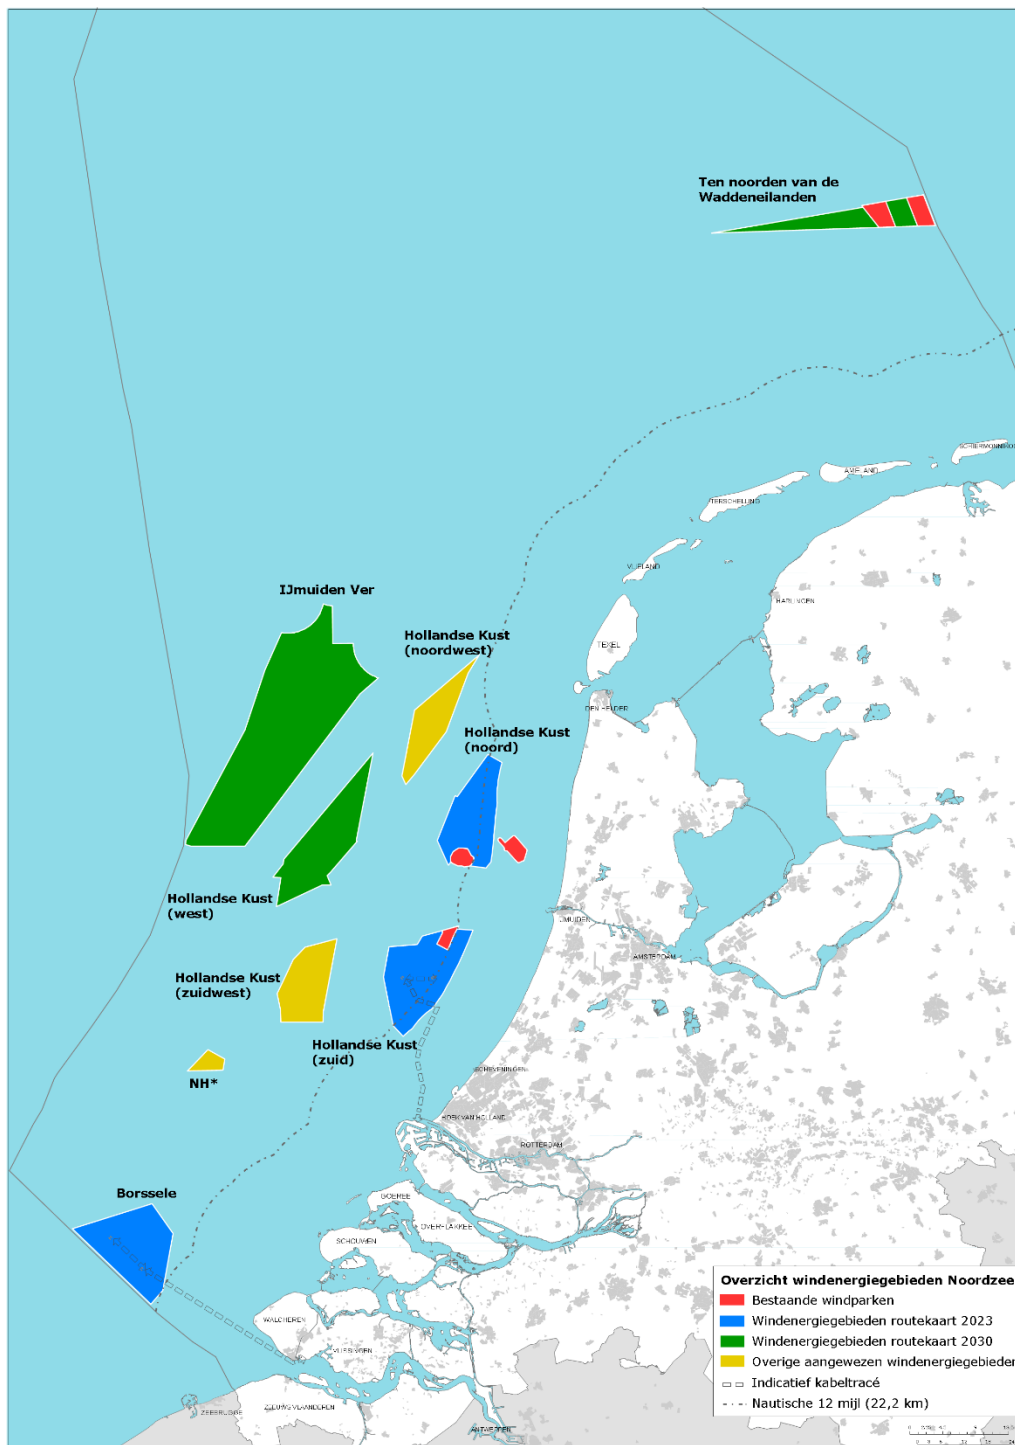 Ten noorden van de
Waddeneilanden
SCHIERMONNIKOOG
AMELAND
TERSCHELLING
VLIELAND
IJmuiden Ver
HARLINGEN
Hollandse Kust
(noordwest)
TEXEL
DEN HELDER
Hollandse Kust
(noord)
Hollandse Kust
(west)
IJMUIDEN
AMSTERDAM
Hollandse Kust
(zuidwest)
Hollandse Kust
(zuid)
NH*
SCHEVENINGEN
HOEK VAN HOLLAND
ROTTERDAM
Borssele
GOEREE
OVERFLAKKEE
SCHOUWEN
WALCHEREN
VLISSINGEN
ZEEBRUGGE
ZEEUWS VLAANDEREN
ANTWERPEN
Overzicht windenergiegebieden Noordzee
Bestaande windparken
Windenergiegebieden routekaart 2023
Windenergiegebieden routekaart 2030
Overige aangewezen windenergiegebieden
Indicatief kabeltracé
Nautische 12 mijl (22,2 km)